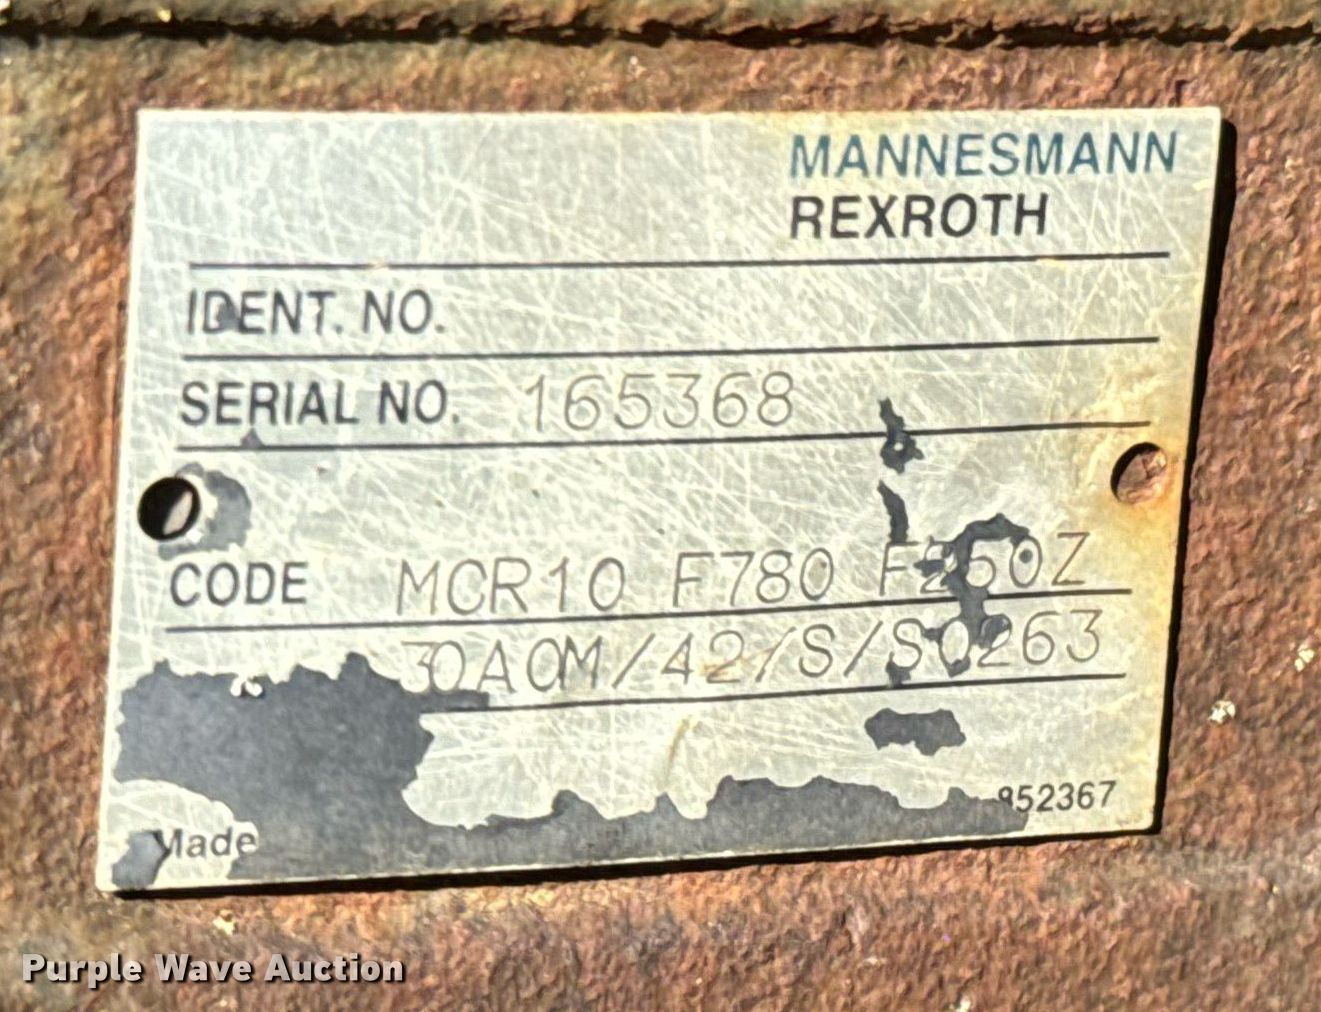 MANNESMANN
REXROTH
IDENT. NO.
SERIAL NO. 165368
CODE MCR10 F780 F250Z
30A0M/42/S/S0263
852367
Made
Purple Wave Auction